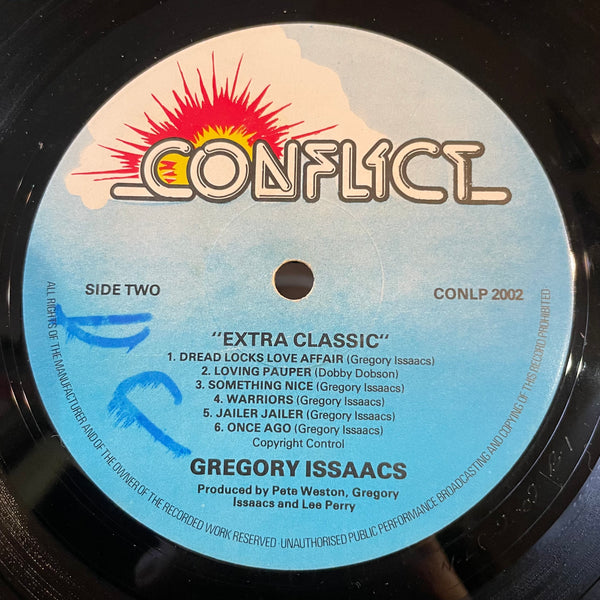 CONFLICT
SIDE TWO
CONLP 2002
"EXTRA CLASSIC"
1. DREAD LOCKS LOVE AFFAIR (Gregory Issaacs)
2. LOVING PAUPER (Dobby Dobson)
3. SOMETHING NICE (Gregory Issaacs)
4. WARRIORS (Gregory Issaacs)
5. JAILER JAILER (Gregory Issaacs)
6. ONCE AGO (Gregory Issaacs)
Copyright Control
GREGORY ISSAACS
Produced by Pete Weston, Gregory
Issaacs and Lee Perry
ALL RIGHTS OF THE MANUFACTURER AND OF THE OWNER OF THE RECORDED WORK RESERVED · UNAUTHORISED PUBLIC PERFORMANCE BROADCASTING AND COPYING OF THIS RECORD PROHIBITED